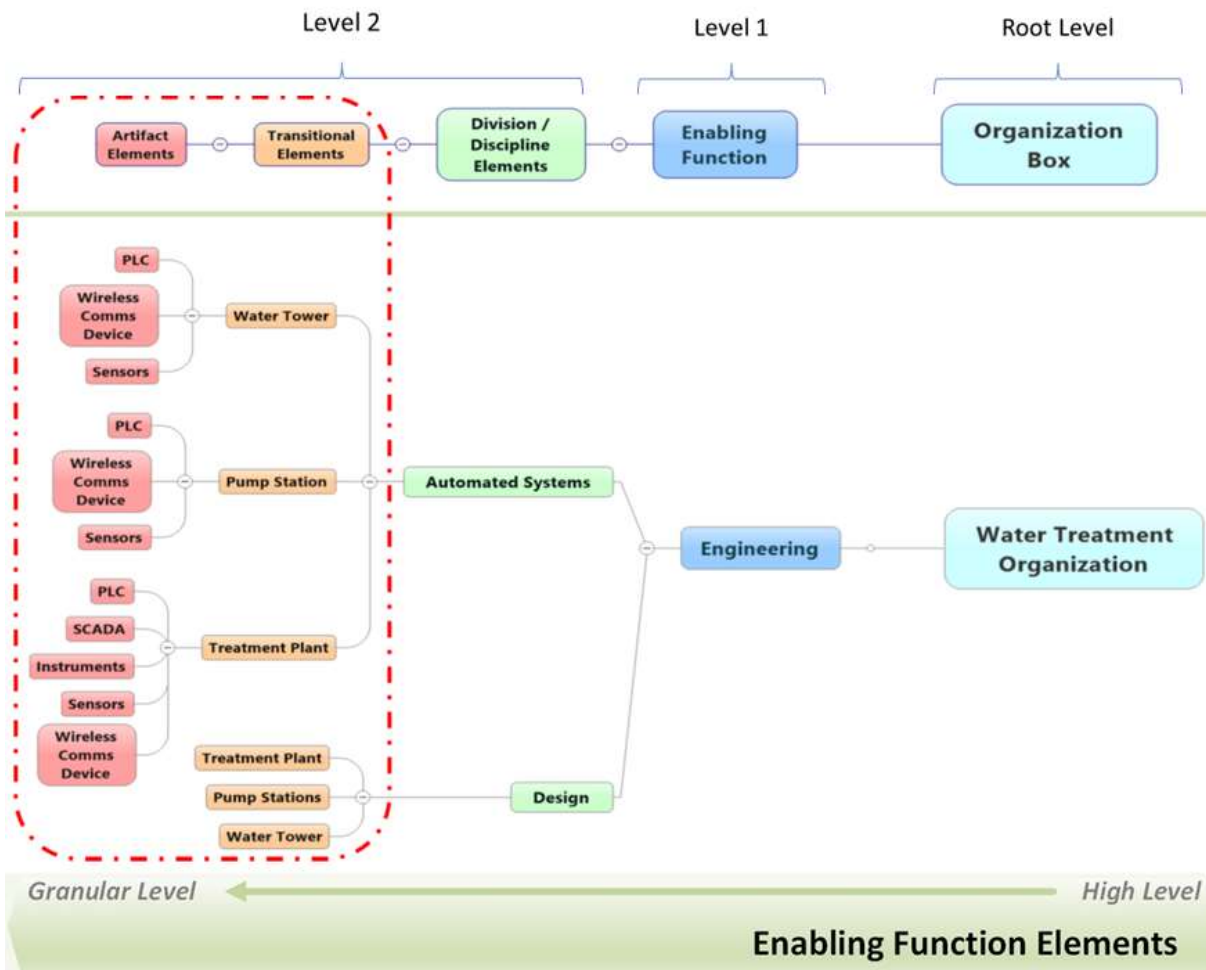 Level 2
Level 1
Root Level
Artifact
Elements
Transitional
Elements
Division /
Discipline
Elements
Enabling
Function
Organization
Box
PLC
Wireless
Comms
Device
Sensors
Water Tower
PLC
Wireless
Comms
Device
Sensors
Pump Station
Automated Systems
PLC
SCADA
Instruments
Sensors
Wireless
Comms
Device
Treatment Plant
Engineering
Water Treatment
Organization
Treatment Plant
Pump Stations
Water Tower
Design
Granular Level
High Level
Enabling Function Elements